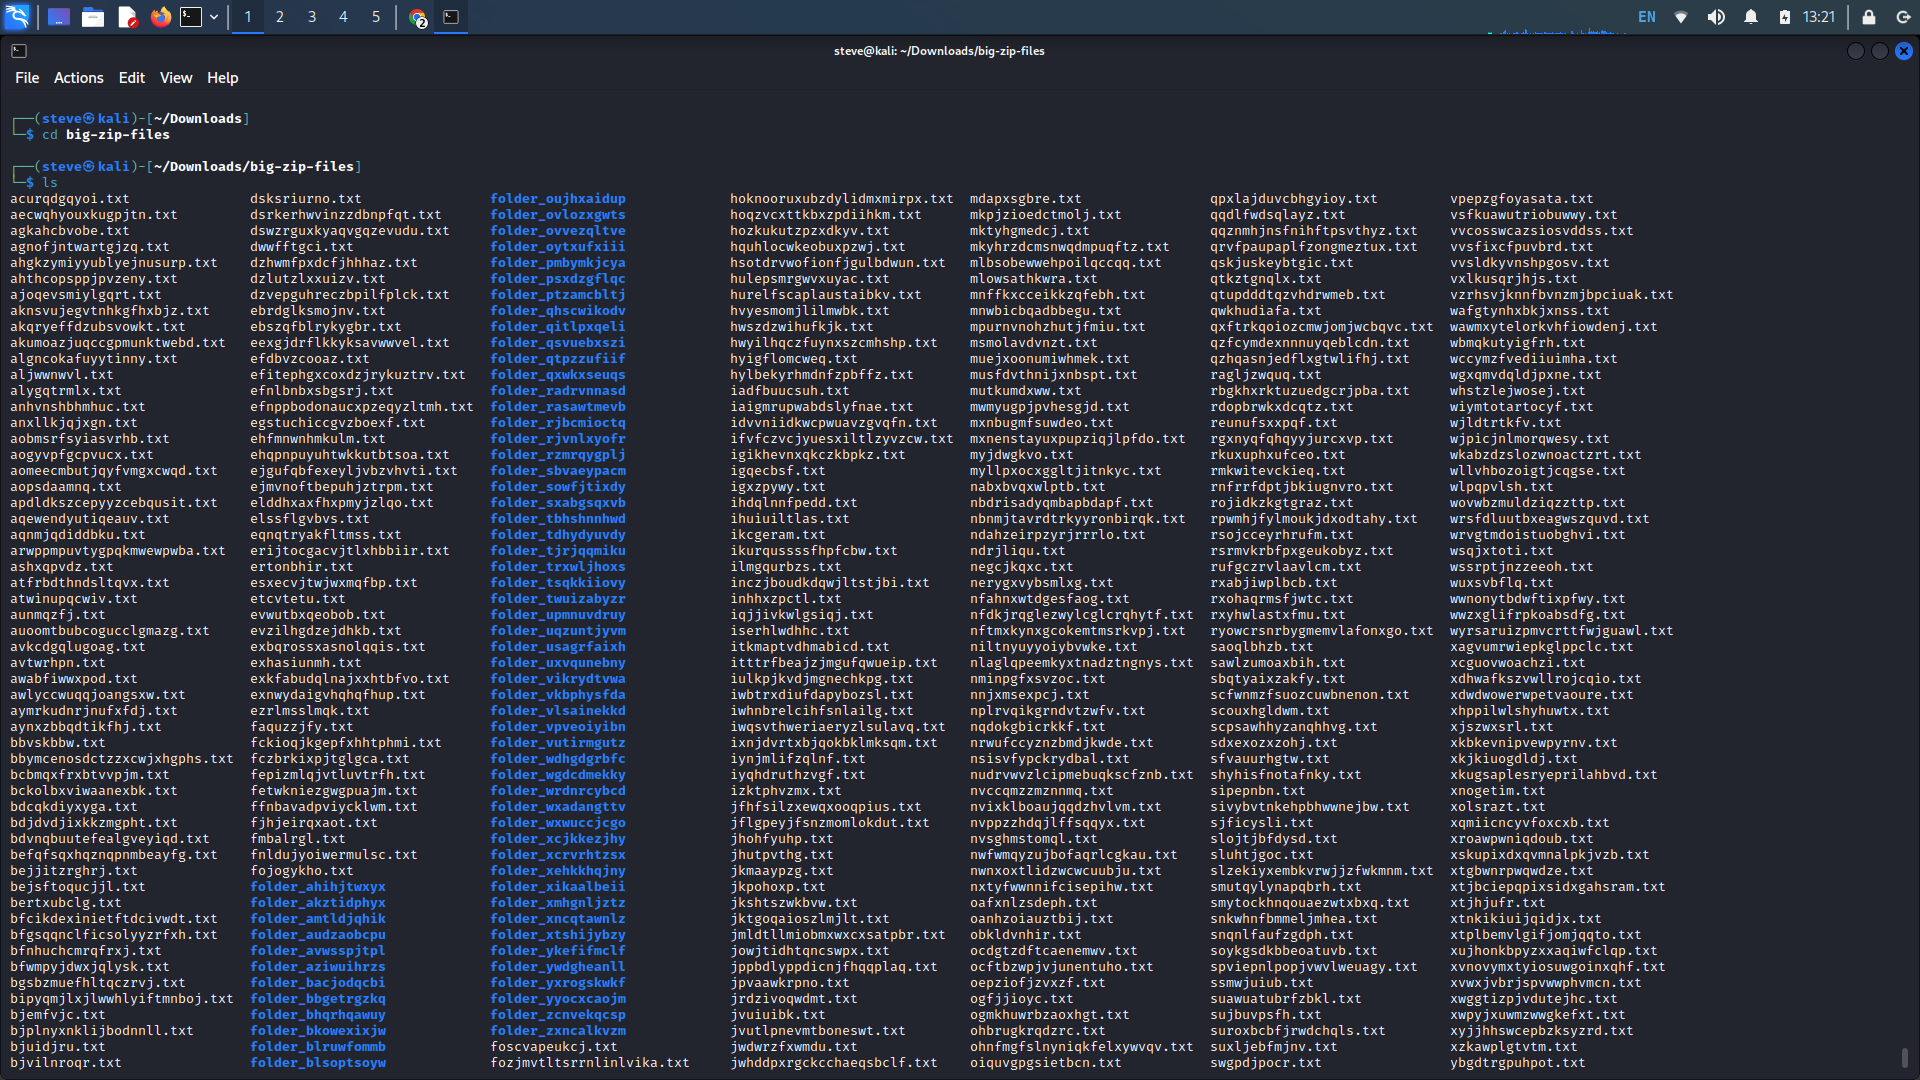 1 2 3 4 5 2 EN 13:21
steve@kali: ~/Downloads/big-zip-files
File Actions Edit View Help
┌──(steve㉿kali)-[~/Downloads]
└─$ cd big-zip-files
┌──(steve㉿kali)-[~/Downloads/big-zip-files]
└─$ ls
acurqdgqyoi.txt dsksriurno.txt folder_oujhxaidup hoknooruxubzdylidmxmirpx.txt mdapxsgbre.txt qpxlajduvcbhgyioy.txt vpepzgfoyasata.txt
aecwqhyouxkugpjtn.txt dsrkerhwvinzzdbnpfqt.txt folder_ovlozxgwts hoqzvcxttkbxzpdiihkm.txt mkpjzioedctmolj.txt qqdlfwdsqlayz.txt vsfkuawutriobuwwy.txt
agkahcbvobe.txt dswzrguxkyaqvgqzevudu.txt folder_ovvezqltve hozkukutzpzxdkyv.txt mktyhgmedcj.txt qqznmhjnsfnihftpsvthyz.txt vvcosswcazsiosvddss.txt
agnofjntwartgjzq.txt dwwfftgci.txt folder_oytxufxiii hquhlocwkeobuxpzwj.txt mkyhrzdcmsnwqdmpuqftz.txt qrvfpaupaplfzongmeztux.txt vvsfixcfpuvbrd.txt
ahgkzymiyyublyejnusurp.txt dzhwmfpxdcfjhhhaz.txt folder_pmbymkjcya hsotdrvwofionfjgulbdwun.txt mlbsobewwehpoilqccqq.txt qskjuskeybtgic.txt vvsldkyvnshpgosv.txt
ahthcopsppjpvzeny.txt dzlutzlxxuizv.txt folder_psxdzgflqc hulepsmrgwvxuyac.txt mlowsathkwra.txt qtkztgnqlx.txt vxlkusrjhjs.txt
ajoqevsmiylgqrt.txt dzvepguhreczbpilfplck.txt folder_ptzamcbltj hurelfscaplaustaibkv.txt mnffkxcceikkzqfebh.txt qtupdddtqzvhdrwmeb.txt vzrhsvjknnfbvnzmjbpciuak.txt
aknsvujegvtnhkgfhxbjz.txt ebrdglksmojnv.txt folder_qhscwikodv hvyesmomjlilmwbk.txt mnwbicbqadbbegu.txt qwkhudiafa.txt wafgtynhxbkjxnss.txt
akqryeffdzubsvowkt.txt ebszqfblrykygbr.txt folder_qitlpxqeli hwszdzwihufkjk.txt mpurnvnohzhutjfmiu.txt qxftrkqoiozcmwjomjwcbqvc.txt wawmxytelorkvhfiowdenj.txt
akumoazjuqccgpmunktwebd.txt eexgjdrflkkyksavwwvel.txt folder_qsvuebxszi hwyilhqczfuynxszcmhshp.txt msmolavdvnzt.txt qzfcymdexnnnuyqeblcdn.txt wbmqkutyigfrh.txt
algncokafuyytinny.txt efdbvzcooaz.txt folder_qtpzzufiif hyigflomcweq.txt muejxoonumiwhmek.txt qzhqasnjedflxgtwlifhj.txt wccymzfvediiuimha.txt
aljwwnwvl.txt efitephgxcoxdzjrykuztrv.txt folder_qxwkxseuqs hylbekyrhmdnfzpbffz.txt musfdvthnijxnbspt.txt ragljzwquq.txt wgxqmvdqldjpxne.txt
alygqtrmlx.txt efnlbnbxsbgsrj.txt folder_radrvnnasd iadfbuucsuh.txt mutkumdxww.txt rbgkhxrktuzuedgcrjpba.txt whstzlejwosej.txt
anhvnshbhmhuc.txt efnppbodonaucxpzeqyzltmh.txt folder_rasawtmevb iaigmrupwabdslyfnae.txt mwmyugpjpvhesgjd.txt rdopbrwkxdcqtz.txt wiymtotartocyf.txt
anxllkjqjxgn.txt egstuchiccgvzboexf.txt folder_rjbcmioctq idvvniidkwcpwuavzgvqfn.txt mxnbugmfsuwdeo.txt reunufsxxpqf.txt wjldtrtkfv.txt
aobmsrfsyiasvrhb.txt ehfmnwnhmkulm.txt folder_rjvnlxyofr ifvfczvcjyuesxiltlzyvzcw.txt mxnenstayuxpupziqjlpfdo.txt rgxnyqfqhqyyjurcxvp.txt wjpicjnlmorqwesy.txt
aogyvpfgcpvucx.txt ehqpnpuyuhtwkkutbtsoa.txt folder_rzmrqygplj igikhevnxqkczkbpkz.txt myjdwgkvo.txt rkuxuphxufceo.txt wkabzdzslozwnoactzrt.txt
aomeecmbutjqyfvmgxcwqd.txt ejgufqbfexeyljvbzvhvti.txt folder_sbvaeypacm igqecbsf.txt myllpxocxggltjitnkyc.txt rmkwitevckieq.txt wllvhbozoigtjcqgse.txt
aopsdaamnq.txt ejmvnoftbepuhjztrpm.txt folder_sowfjtixdy igxzpywy.txt nabxbvqxwlptb.txt rnfrrfdptjbkiugnvro.txt wlpqpvlsh.txt
apdldkszcepyyzcebqusit.txt elddhxaxfhxpmyjzlqo.txt folder_sxabgsqxvb ihdqlnnfpedd.txt nbdrisadyqmbapbdapf.txt rojidkzkgtgraz.txt wovwbzmuldziqzzttp.txt
aqewendyutiqeauv.txt elssflgvbvs.txt folder_tbhshnnhwd ihuiuiltlas.txt nbnmjtavrdtrkyyronbirqk.txt rpwmhjfylmoukjdxodtahy.txt wrsfdluutbxeagwszquvd.txt
aqnmjqdiddbku.txt eqnqtryakfltmss.txt folder_tdhydyuvdy ikcgeram.txt ndahzeirpzyrjrrrlo.txt rsojcceyrhrufm.txt wrvgtmdoistuobghvi.txt
arwppmpuvtygpqkmwewpwba.txt erijtocgacvjtlxhbbiir.txt folder_tjrjqqmiku ikurqussssfhpfcbw.txt ndrjliqu.txt rsrmvkrbfpxgeukobyz.txt wsqjxtoti.txt
ashxqpvdz.txt ertonbhir.txt folder_trxwljhoxs ilmgqurbzs.txt negcjkqxc.txt rufgczrvlaavlcm.txt wssrptjnzzeeoh.txt
atfrbdthndsltqvx.txt esxecvjtwjwxmqfbp.txt folder_tsqkkiiovy inczjboudkdqwjltstjbi.txt nerygxvybsmlxg.txt rxabjiwplbcb.txt wuxsvbflq.txt
atwinupqcwiv.txt etcvtetu.txt folder_twuizabyzr inhhxzpctl.txt nfahnxwtdgesfaog.txt rxohaqrmsfjwtc.txt wwnonytbdwftixpfwy.txt
aunmqzfj.txt evwutbxqeobob.txt folder_upmnuvdruy iqjjivkwlgsiqj.txt nfdkjrqglezwylcglcrqhytf.txt rxyhwlastxfmu.txt wwzxglifrpkoabsdfg.txt
auoomtbubcogucclgmazg.txt evzilhgdzejdhkb.txt folder_uqzuntjyvm iserhlwdhhc.txt nftmxkynxgcokemtmsrkvpj.txt ryowcrsnrbygmemvlafonxgo.txt wyrsaruizpmvcrttfwjguawl.txt
avkcdgqlugoag.txt exbqrossxasnolqqis.txt folder_usagrfaixh itkmaptvdhmabicd.txt niltnyuyyoiybvwke.txt saoqlbhzb.txt xagvumrwiepkglppclc.txt
avtwrhpn.txt exhasiunmh.txt folder_uxvqunebny itttrfbeajzjmgufqwueip.txt nlaglqpeemkyxtnadztngnys.txt sawlzumoaxbih.txt xcguovwoachzi.txt
awabfiwwxpod.txt exkfabudqlnajxxhtbfvo.txt folder_vikrydtvwa iulkpjkvdjmgnechkpg.txt nminpgfxsvzoc.txt sbqtyaixzakfy.txt xdhwafkszvwllrojcqio.txt
awlyccwuqqjoangsxw.txt exnwydaigvhqhqfhup.txt folder_vkbphysfda iwbtrxdiufdapybozsl.txt nnjxmsexpcj.txt scfwnmzfsuozcuwbnenon.txt xdwdwowerwpetvaoure.txt
aymrkudnrjnufxfdj.txt ezrlmsslmqk.txt folder_vlsainekkd iwhnbrelcihfsnlailg.txt nplrvqikgrndvtzwfv.txt scouxhgldwm.txt xhppilwlshyhuwtx.txt
aynxzbbqdtikfhj.txt faquzzjfy.txt folder_vpveoiyibn iwqsvthweriaeryzlsulavq.txt nqdokgbicrkkf.txt scpsawhhyzanqhhvg.txt xjszwxsrl.txt
bbvskbbw.txt fckioqjkgepfxhhtphmi.txt folder_vutirmgutz ixnjdvrtxbjqokbklmksqm.txt nrwufccyznzbmdjkwde.txt sdxexozxzohj.txt xkbkevnipvewpyrnv.txt
bbymcenosdctzzxcwjxhgphs.txt fczbrkixpjtglgca.txt folder_wdhgdgrbfc iynjmlifzqlnf.txt nsisvfypckrydbal.txt sfvauurhgtw.txt xkjkiuogdldj.txt
bcbmqxfrxbtvvpjm.txt fepizmlqjvtluvtrfh.txt folder_wgdcdmekky iyqhdruthzvgf.txt nudrvwvzlcipmebuqkscfznb.txt shyhisfnotafnky.txt xkugsaplesryeprilahbvd.txt
bckolbxviwaanexbk.txt fetwkniezgwgpuajm.txt folder_wrdnrcybcd izktphvzmx.txt nvccqmzzmznnmq.txt sipepnbn.txt xnogetim.txt
bdcqkdiyxyga.txt ffnbavadpviycklwm.txt folder_wxadangttv jfhfsilzxewqxooqpius.txt nvixklboaujqqdzhvlvm.txt sivybvtnkehpbhwwnejbw.txt xolsrazt.txt
bdjdvdjixkkzmgpht.txt fjhjeirqxaot.txt folder_wxwuccjcgo jflgpeyjfsnzmomlokdut.txt nvppzzhdqjlffsqqyx.txt sjficysli.txt xqmiicncyvfoxcxb.txt
bdvnqbuutefealgveyiqd.txt fmbalrgl.txt folder_xcjkkezjhy jhohfyuhp.txt nvsghmstomql.txt slojtjbfdysd.txt xroawpwniqdoub.txt
befqfsqxhqznqpnmbeayfg.txt fnldujyoiwermulsc.txt folder_xcrvrhtzsx jhutpvthg.txt nwfwmqyzujbofaqrlcgkau.txt sluhtjgoc.txt xskupixdxqvmnalpkjvzb.txt
bejjitzrghrj.txt fojogykho.txt folder_xehkkhqjny jkmaaypzg.txt nwnxoxtlidzwcwcuubju.txt slzekiyxembkvrwjjzfwkmnm.txt xtgbwnrpwqwdze.txt
bejsftoqucjjl.txt folder_ahihjtwxyx folder_xikaalbeii jkpohoxp.txt nxtyfwwnnifcisepihw.txt smutqylynapqbrh.txt xtjbciepqpixsidxgahsram.txt
bertxubclg.txt folder_akztidphyx folder_xmhgnljztz jkshtszwkbvw.txt oafxnlzsdeph.txt smytockhnqouaezwtxbxq.txt xtjhjufr.txt
bfcikdexinietftdcivwdt.txt folder_amtldjqhik folder_xncqtawnlz jktgoqaioszlmjlt.txt oanhzoiauztbij.txt snkwhnfbmmeljmhea.txt xtnkikiuijqidjx.txt
bfgsqqnclficsolyyzrfxh.txt folder_audzaobcpu folder_xtshijybzy jmldtllmiobmxwxcxsatpbr.txt obkldvnhir.txt snqnlfaufzgdph.txt xtplbemvlgifjomjqqto.txt
bfnhuchcmrqfrxj.txt folder_avwsspjtpl folder_ykefifmclf jowjtidhtqncswpx.txt ocdgtzdftcaenemwv.txt soykgsdkbbeoatuvb.txt xujhonkbpyzxxaqiwfclqp.txt
bfwmpyjdwxjqlysk.txt folder_aziwuihrzs folder_ywdgheanll jppbdlyppdicnjfhqqplaq.txt ocftbzwpjvjunentuho.txt spviepnlpopjvwvlweuagy.txt xvnovymxtyiosuwgoinxqhf.txt
bgsbzmuefhltqczrvj.txt folder_bacjodqcbi folder_yxrogskwkf jpvaawkrpno.txt oepziofjzvxzf.txt ssmwjuiub.txt xvwxjvbrjspvwwphvmcn.txt
bipyqmjlxjlwwhlyiftmnboj.txt folder_bbgetrgzkq folder_yyocxcaojm jrdzivoqwdmt.txt ogfjjioyc.txt suawuatubrfzbkl.txt xwggtizpjvdutejhc.txt
bjemfvjc.txt folder_bhqrhqawuy folder_zcnvekqcsp jvuiuibk.txt ogmkhuwrbzaoxhgt.txt sujbuvpsfh.txt xwpyjxuwmzwwgkefxt.txt
bjplnyxnklijbodnnll.txt folder_bkowexixjw folder_zxncalkvzm jvutlpnevmtboneswt.txt ohbrugkrqdzrc.txt suroxbcbfjrwdchqls.txt xyjjhhswcepbzksyzrd.txt
bjuidjru.txt folder_blruwfommb foscvapeukcj.txt jwdwrzfxwmdu.txt ohnfmgfslnyniqkfelxywvqv.txt suxljebfmjnv.txt xzkawplgtvtm.txt
bjvilnroqr.txt folder_blsoptsoyw fozjmvtltsrrnlinlvika.txt jwhddpxrgckcchaeqsbclf.txt oiquvgpgsietbcn.txt swgpdjpocr.txt ybgdtrgpuhpot.txt